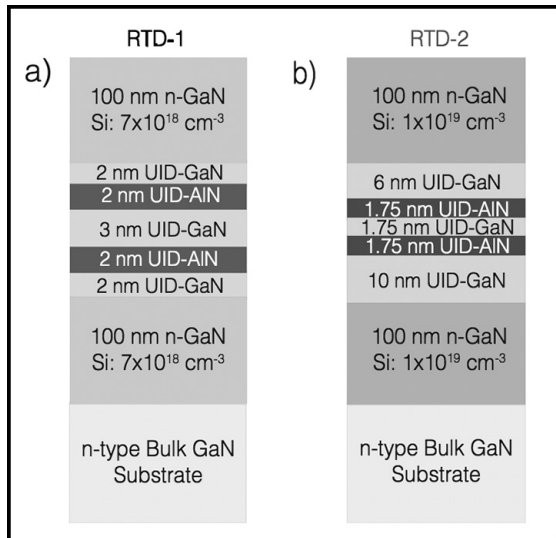 RTD-1
a)
100 nm n-GaN
Si: 7x10¹⁸ cm⁻³
2 nm UID-GaN
2 nm UID-AlN
3 nm UID-GaN
2 nm UID-AlN
2 nm UID-GaN
100 nm n-GaN
Si: 7x10¹⁸ cm⁻³
n-type Bulk GaN
Substrate
RTD-2
b)
100 nm n-GaN
Si: 1x10¹⁹ cm⁻³
6 nm UID-GaN
1.75 nm UID-AlN
1.75 nm UID-GaN
1.75 nm UID-AlN
10 nm UID-GaN
100 nm n-GaN
Si: 1x10¹⁹ cm⁻³
n-type Bulk GaN
Substrate